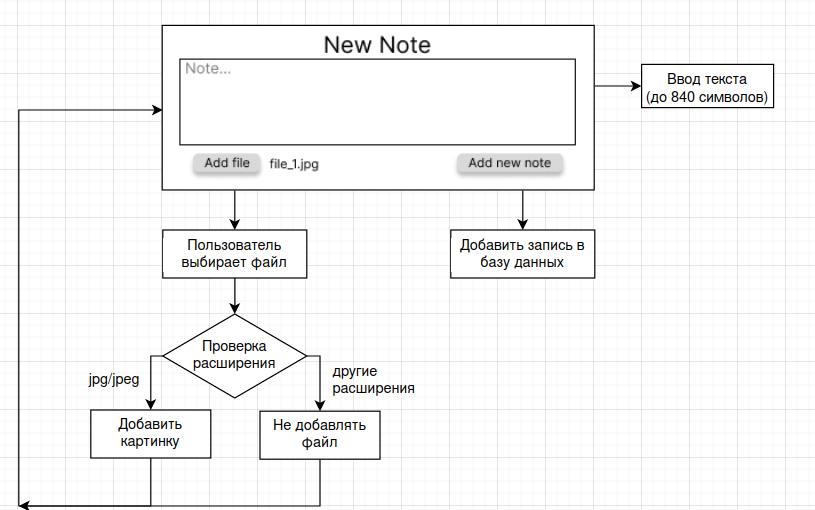 New Note
Note...
Add file
file_1.jpg
Add new note
Ввод текста
(до 840 символов)
Пользователь
выбирает файл
Добавить запись в
базу данных
Проверка
расширения
jpg/jpeg
другие
расширения
Добавить
картинку
Не добавлять
файл